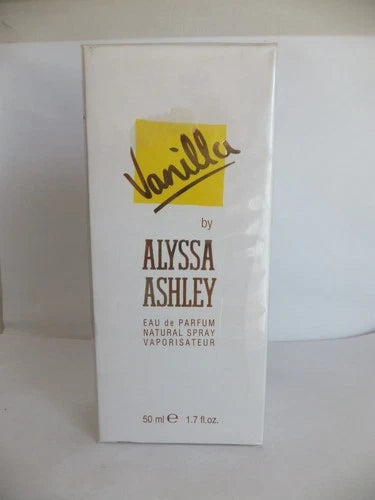 Vanilla
by
ALYSSA
ASHLEY
EAU de PARFUM
NATURAL SPRAY
VAPORISATEUR
50 ml ℮ 1.7 fl.oz.